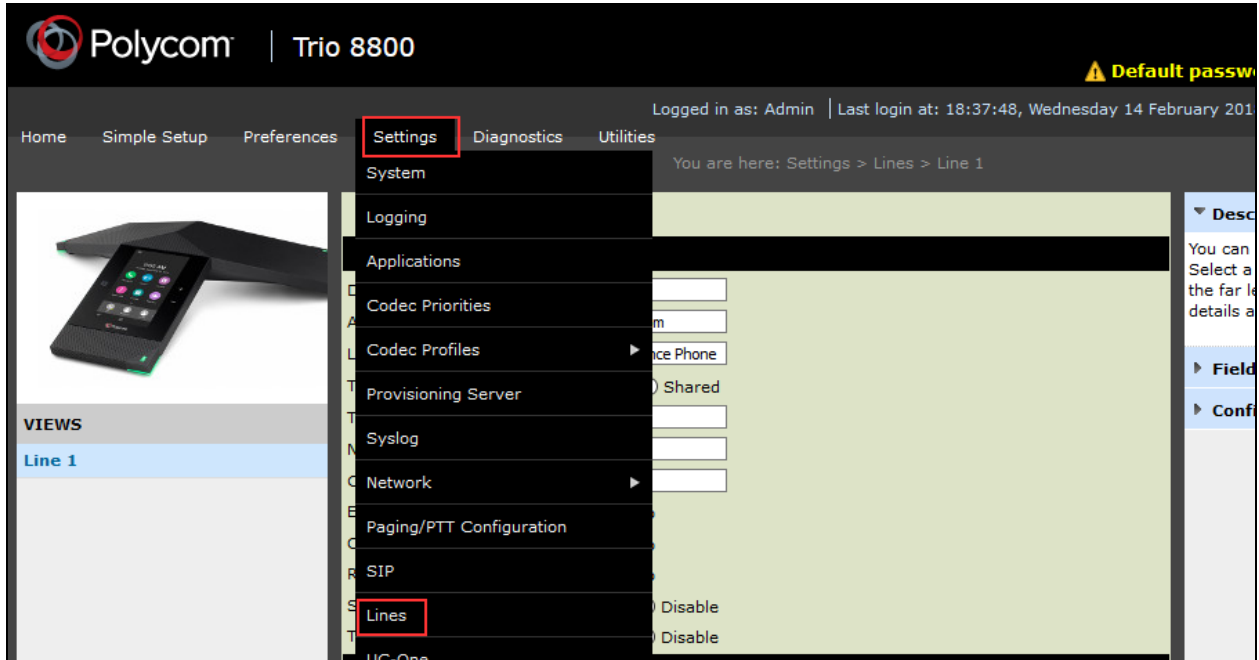 Polycom | Trio 8800
Default passw
Logged in as: Admin | Last login at: 18:37:48, Wednesday 14 February 201
Home Simple Setup Preferences Settings Diagnostics Utilities
You are here: Settings > Lines > Line 1
System
Logging
Applications
Codec Priorities
Codec Profiles
Provisioning Server
Syslog
Network
Paging/PTT Configuration
SIP
Lines
UC-One
VIEWS
Line 1
D
A m
L nce Phone
T Shared
T
N
C
E
C
R
S Disable
T Disable
Desc
You can
Select a
the far le
details a
Field
Confi